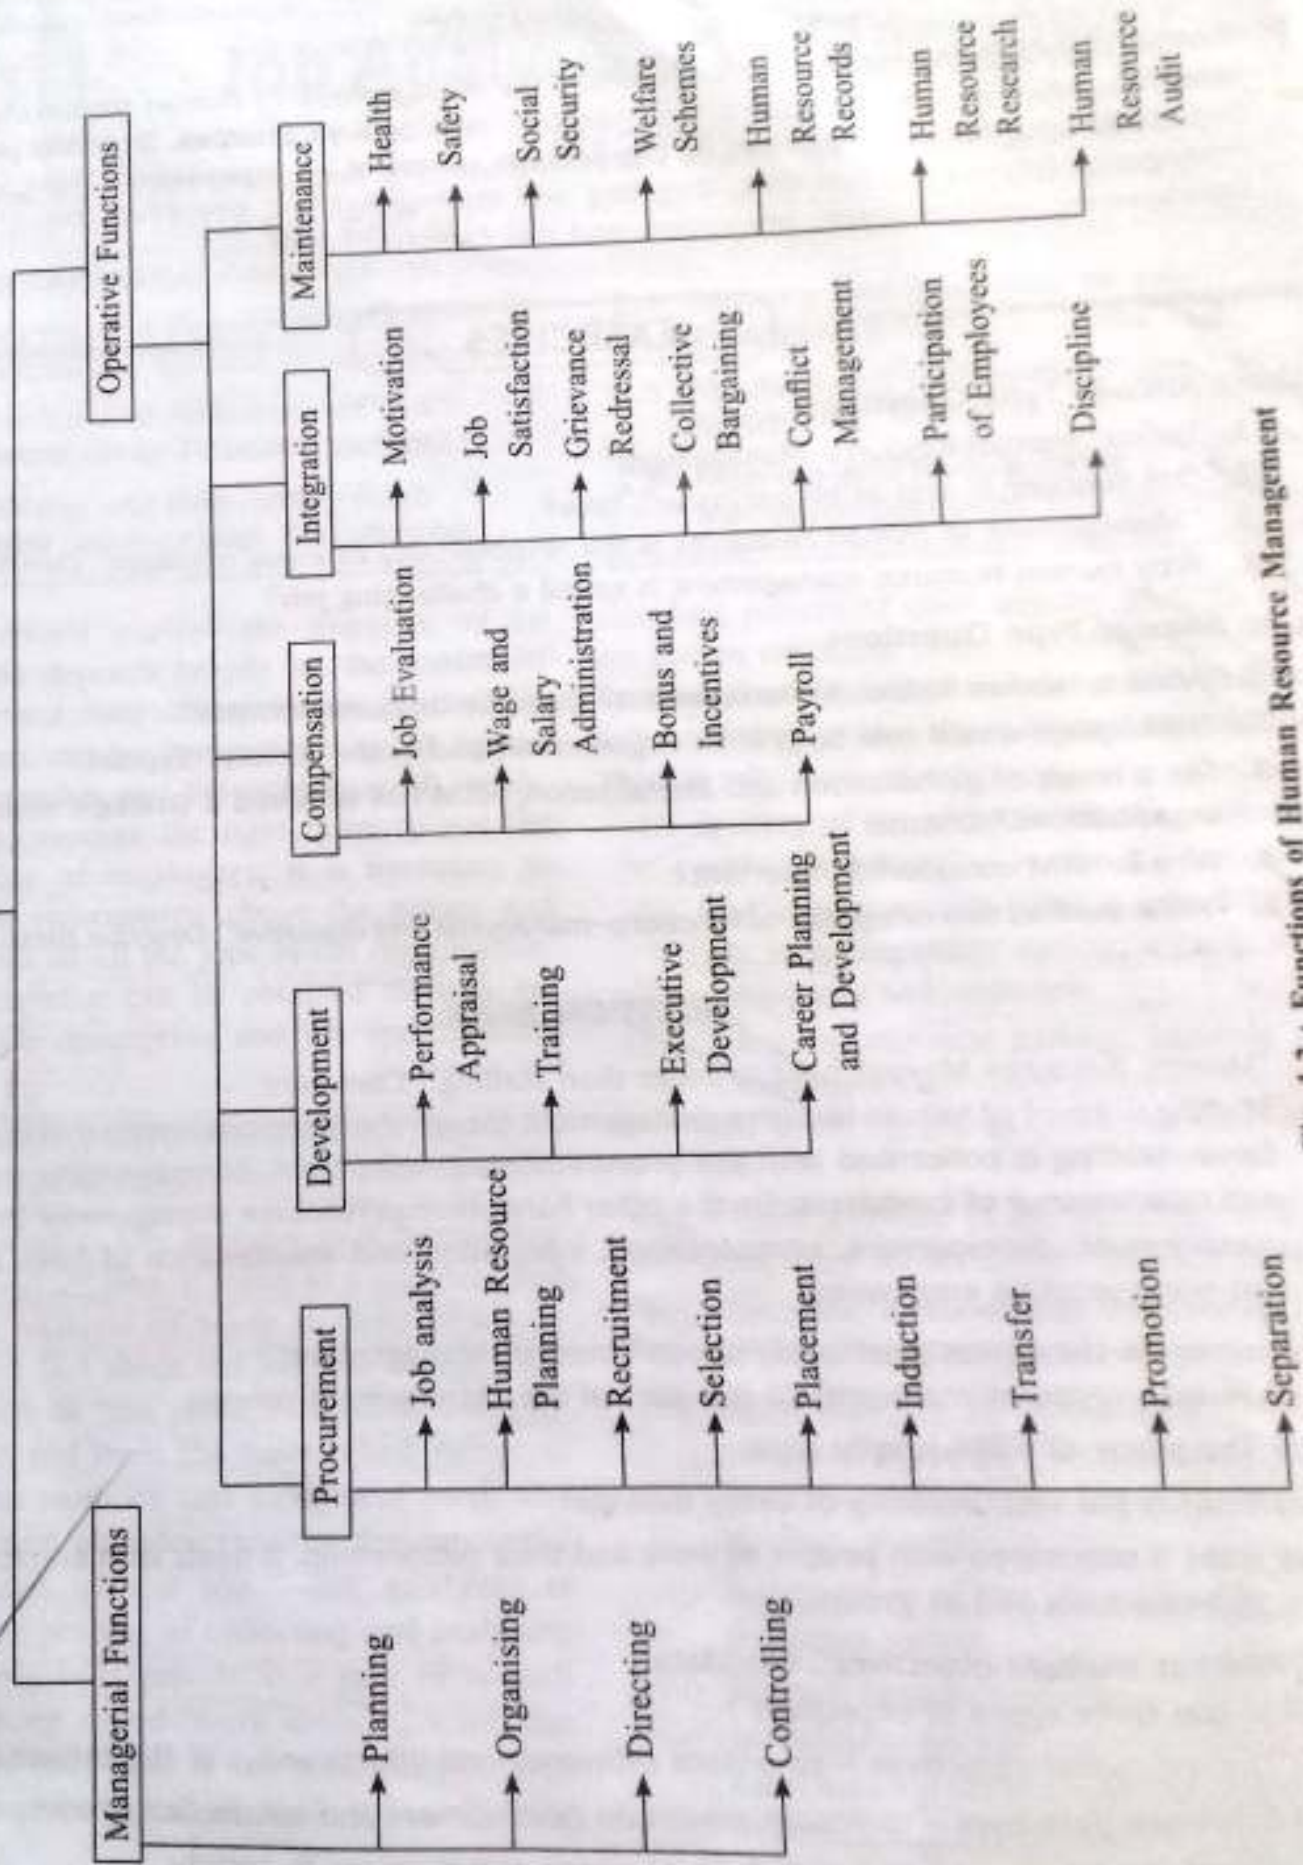 Managerial Functions
Planning
Organising
Directing
Controlling
Operative Functions
Procurement
Job analysis
Human Resource
Planning
Recruitment
Selection
Placement
Induction
Transfer
Promotion
Separation
Development
Performance
Appraisal
Training
Executive
Development
Career Planning
and Development
Compensation
Job Evaluation
Wage and
Salary
Administration
Bonus and
Incentives
Payroll
Integration
Motivation
Job
Satisfaction
Grievance
Redressal
Collective
Bargaining
Conflict
Management
Participation
of Employees
Discipline
Maintenance
Health
Safety
Social
Security
Welfare
Schemes
Human
Resource
Records
Human
Resource
Research
Human
Resource
Audit
Functions of Human Resource Management